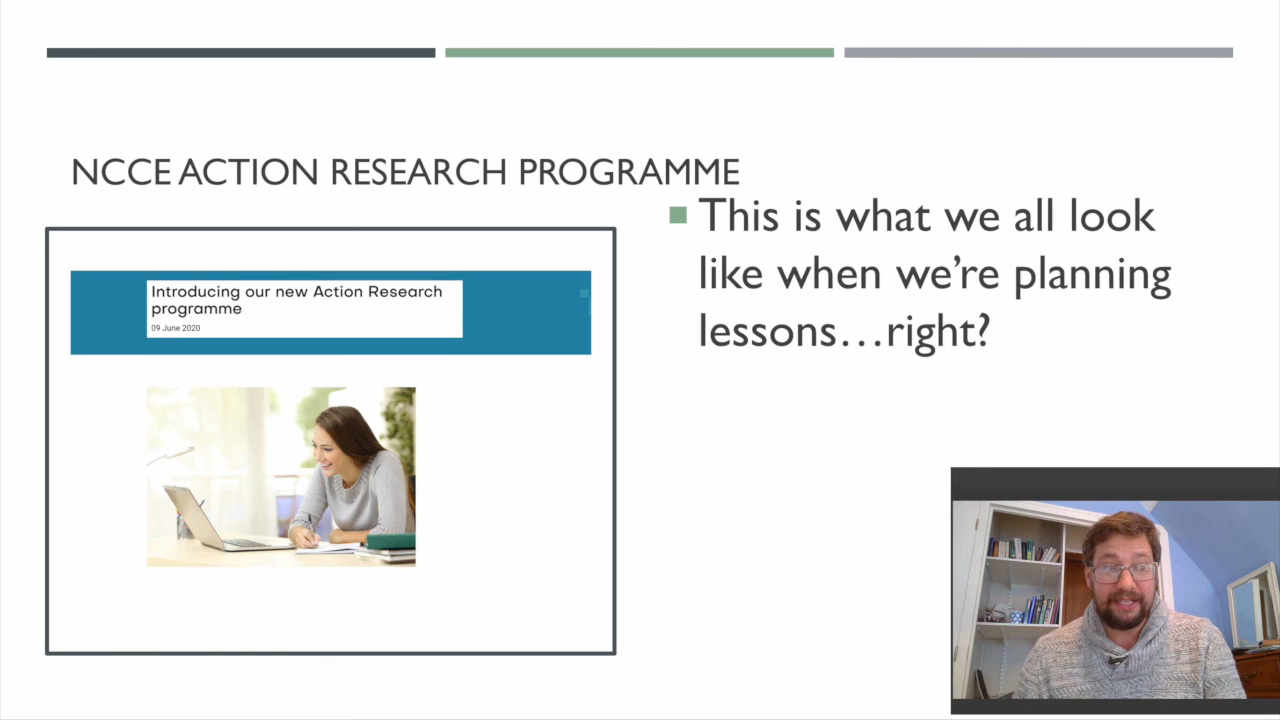 NCCE ACTION RESEARCH PROGRAMME
Introducing our new Action Research
programme
09 June 2020
This is what we all look
like when we’re planning
lessons…right?